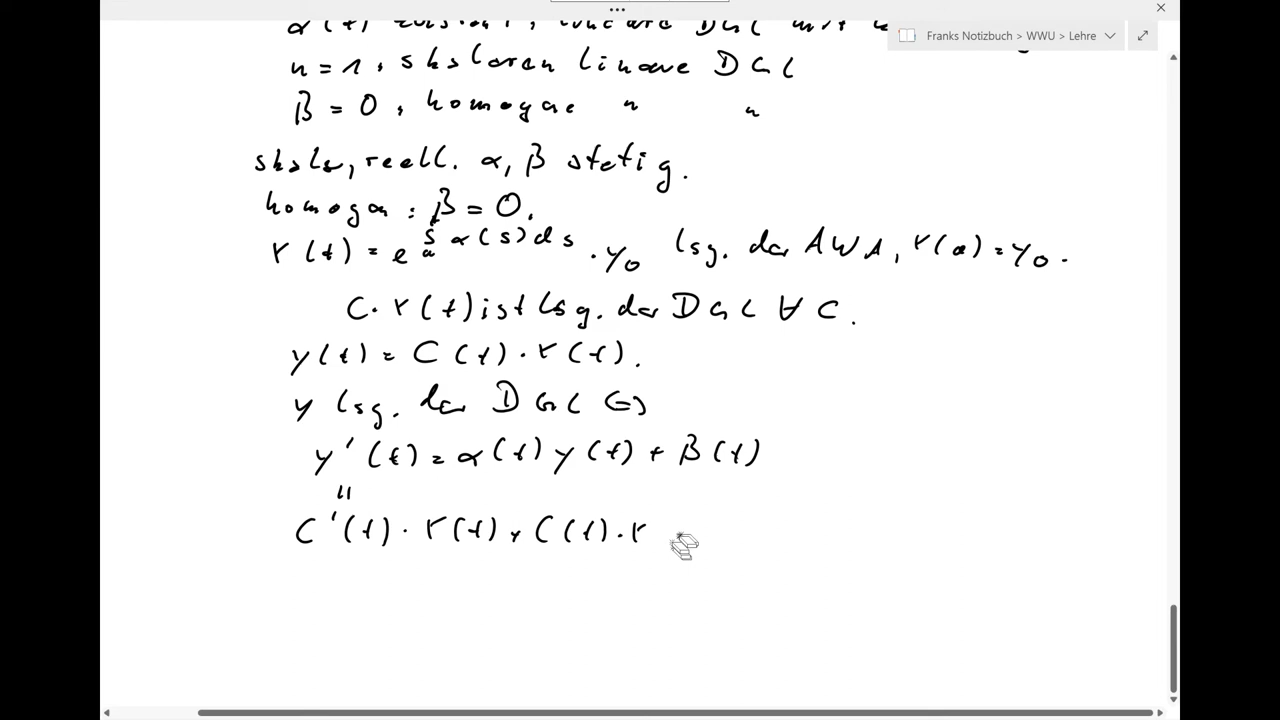 Franks Notizbuch > WWU > Lehre
n = 1 : skalaren lineare DGL
β = 0 : homogene " "
skalar, reell. α, β stetig.
homogen : β = 0.
r(t) = e^{∫_a^t α(s) ds} · y₀ Lsg. der AWA, r(a) = y₀.
C · r(t) ist Lsg. der DGL ∀ C.
y(t) = C(t) · r(t).
y Lsg. der DGL ⇔
y'(t) = α(t) y(t) + β(t)
"
C'(t) · r(t) + C(t) · r